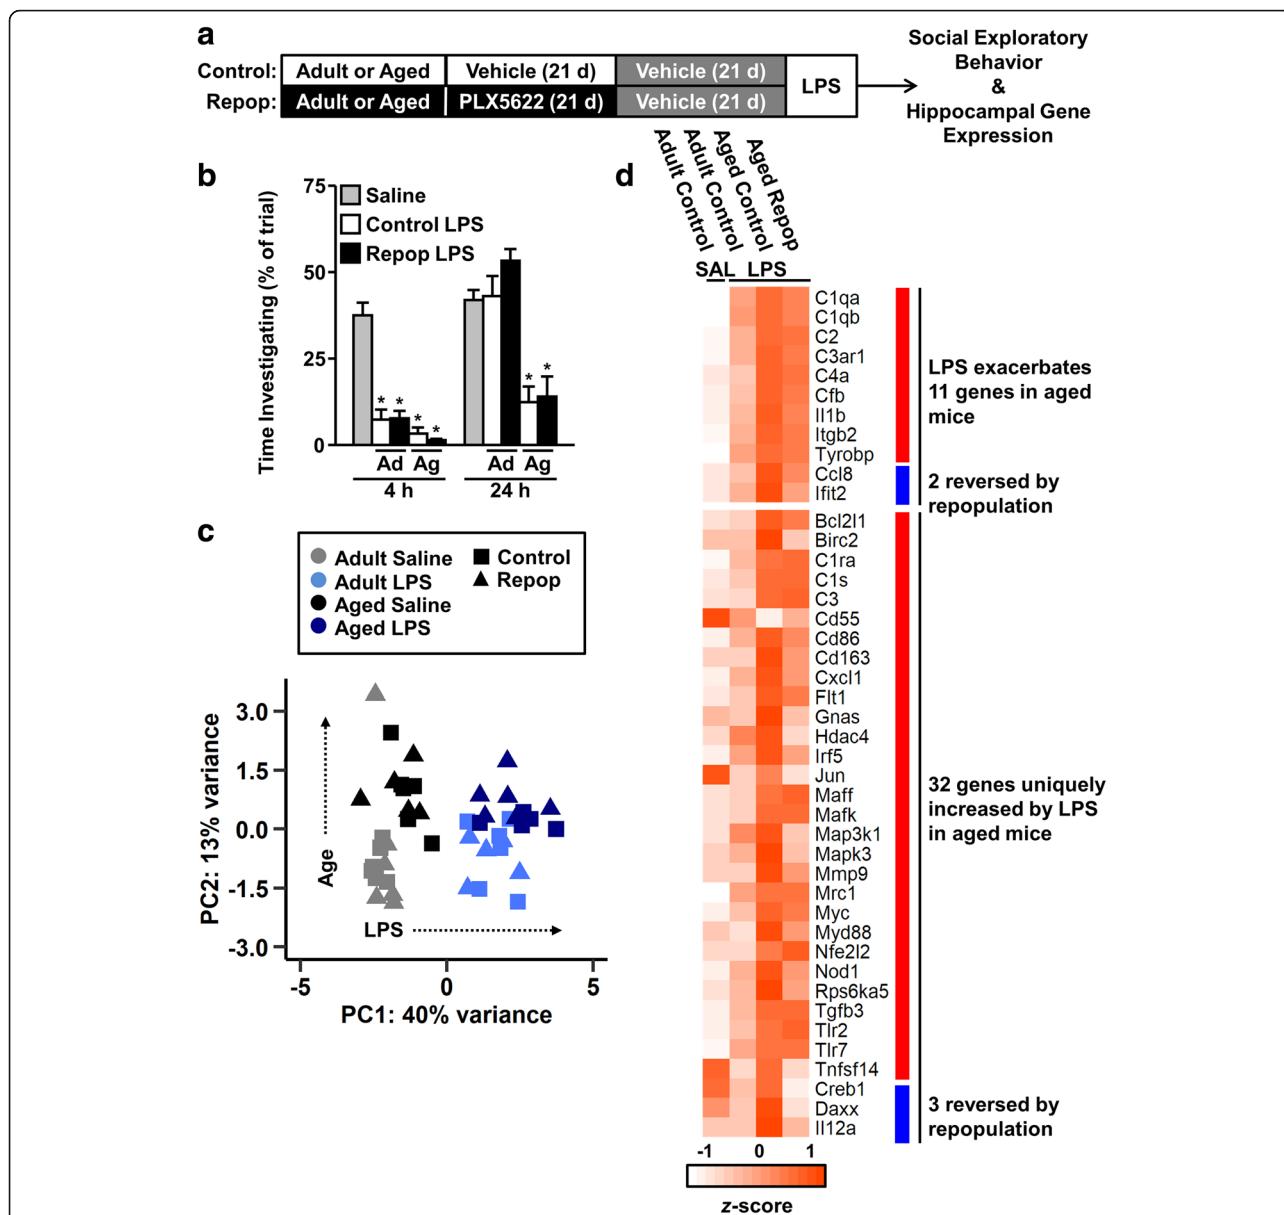 a
Control: Adult or Aged Vehicle (21 d) Vehicle (21 d)
Repop: Adult or Aged PLX5622 (21 d) Vehicle (21 d)
LPS
Social Exploratory
Behavior
&
Hippocampal Gene
Expression
b
Time Investigating (% of trial)
75
50
25
0
Saline
Control LPS
Repop LPS
* * * *
* *
Ad Ag Ad Ag
4 h 24 h
c
Adult Saline
Adult LPS
Aged Saline
Aged LPS
Control
Repop
PC2: 13% variance
3.0
1.5
0.0
-1.5
-3.0
Age
LPS
-5 0 5
PC1: 40% variance
d
Adult Control
Adult Control
Aged Control
Aged Repop
SAL LPS
C1qa
C1qb
C2
C3ar1
C4a
Cfb
Il1b
Itgb2
Tyrobp
Ccl8
Ifit2
LPS exacerbates
11 genes in aged
mice
2 reversed by
repopulation
Bcl2l1
Birc2
C1ra
C1s
C3
Cd55
Cd86
Cd163
Cxcl1
Flt1
Gnas
Hdac4
Irf5
Jun
Maff
Mafk
Map3k1
Mapk3
Mmp9
Mrc1
Myc
Myd88
Nfe2l2
Nod1
Rps6ka5
Tgfb3
Tlr2
Tlr7
Tnfsf14
Creb1
Daxx
Il12a
32 genes uniquely
increased by LPS
in aged mice
3 reversed by
repopulation
-1 0 1
z-score